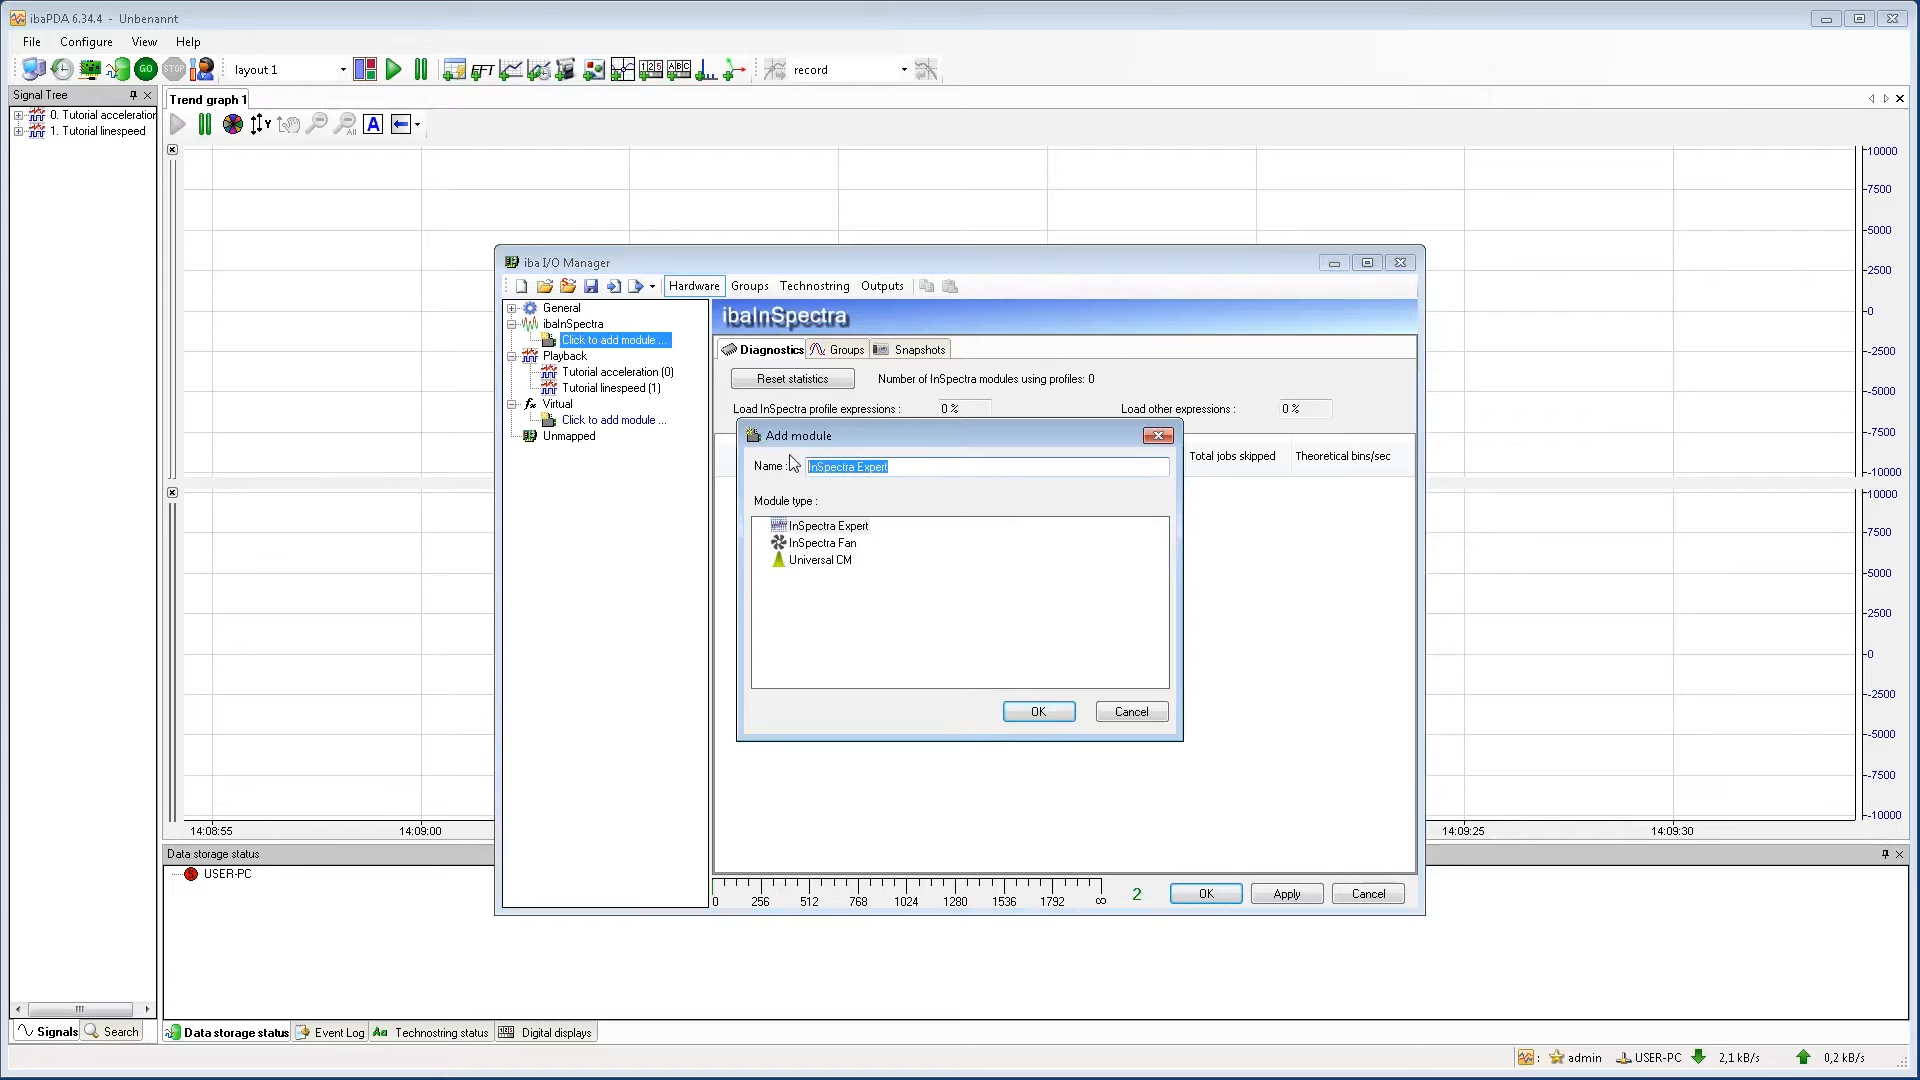 ibaPDA 6.34.4 - Unbenannt
File Configure View Help
GO STOP layout 1 FFT record
Signal Tree
0. Tutorial acceleration
1. Tutorial linespeed
Trend graph 1
10000
7500
5000
2500
0
-2500
-5000
-7500
-10000
10000
7500
5000
2500
0
-2500
-5000
-7500
-10000
14:08:55 14:09:00 14:09:25 14:09:30
iba I/O Manager
Hardware Groups Technostring Outputs
General
ibaInSpectra
Click to add module ...
Playback
Tutorial acceleration (0)
Tutorial linespeed (1)
Virtual
Click to add module ...
Unmapped
ibaInSpectra
Diagnostics Groups Snapshots
Reset statistics Number of InSpectra modules using profiles: 0
Load InSpectra profile expressions : 0 % Load other expressions : 0 %
Total jobs skipped Theoretical bins/sec
Add module
Name : InSpectra Expert
Module type :
InSpectra Expert
InSpectra Fan
Universal CM
OK Cancel
0 256 512 768 1024 1280 1536 1792 ∞ 2 OK Apply Cancel
Data storage status
USER-PC
Signals Search
Data storage status Event Log Technostring status Digital displays
admin USER-PC 2,1 kB/s 0,2 kB/s